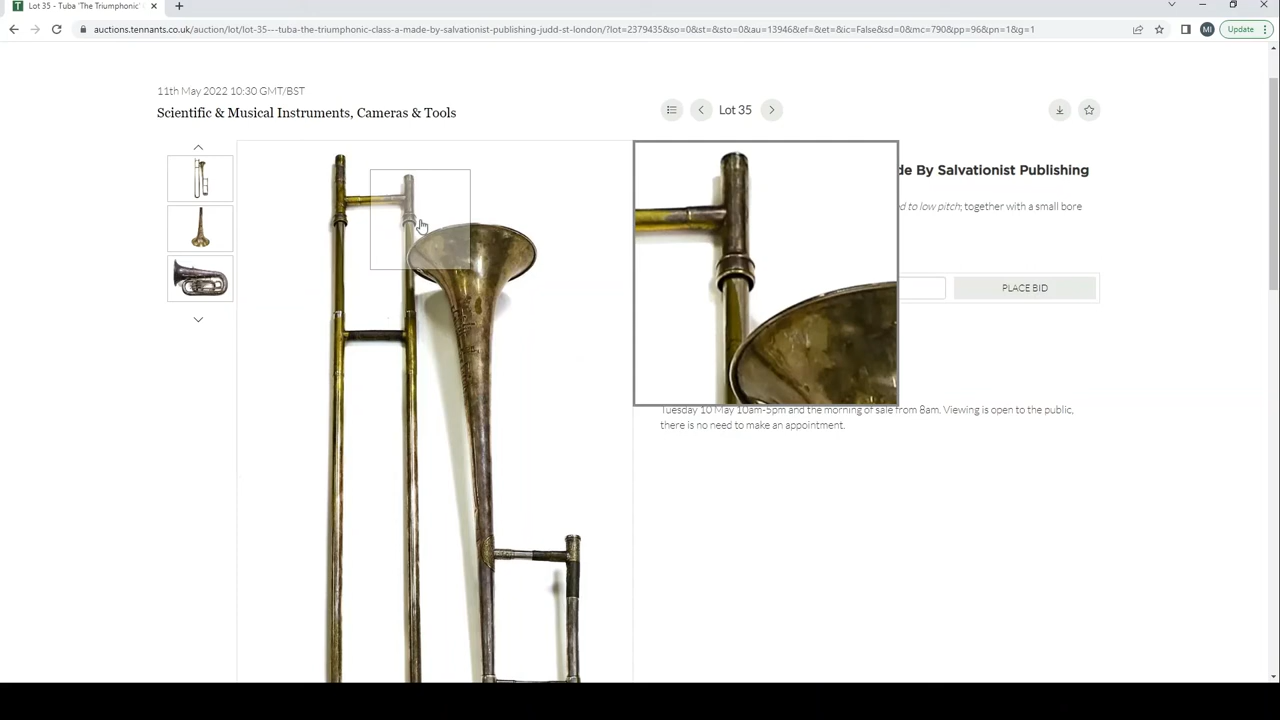 Lot 35 - Tuba 'The Triumphonic'
auctions.tennants.co.uk/auction/lot/lot-35---tuba-the-triumphonic-class-a-made-by-salvationist-publishing-judd-st-london/?lot=2379435&so=0&st=&sto=0&au=13946&ef=&et=&ic=False&sd=0&mc=790&pp=96&pn=1&g=1
MI
Update
11th May 2022 10:30 GMT/BST
Scientific & Musical Instruments, Cameras & Tools
Lot 35
de By Salvationist Publishing
d to low pitch; together with a small bore
PLACE BID
Tuesday 10 May 10am-5pm and the morning of sale from 8am. Viewing is open to the public,
there is no need to make an appointment.